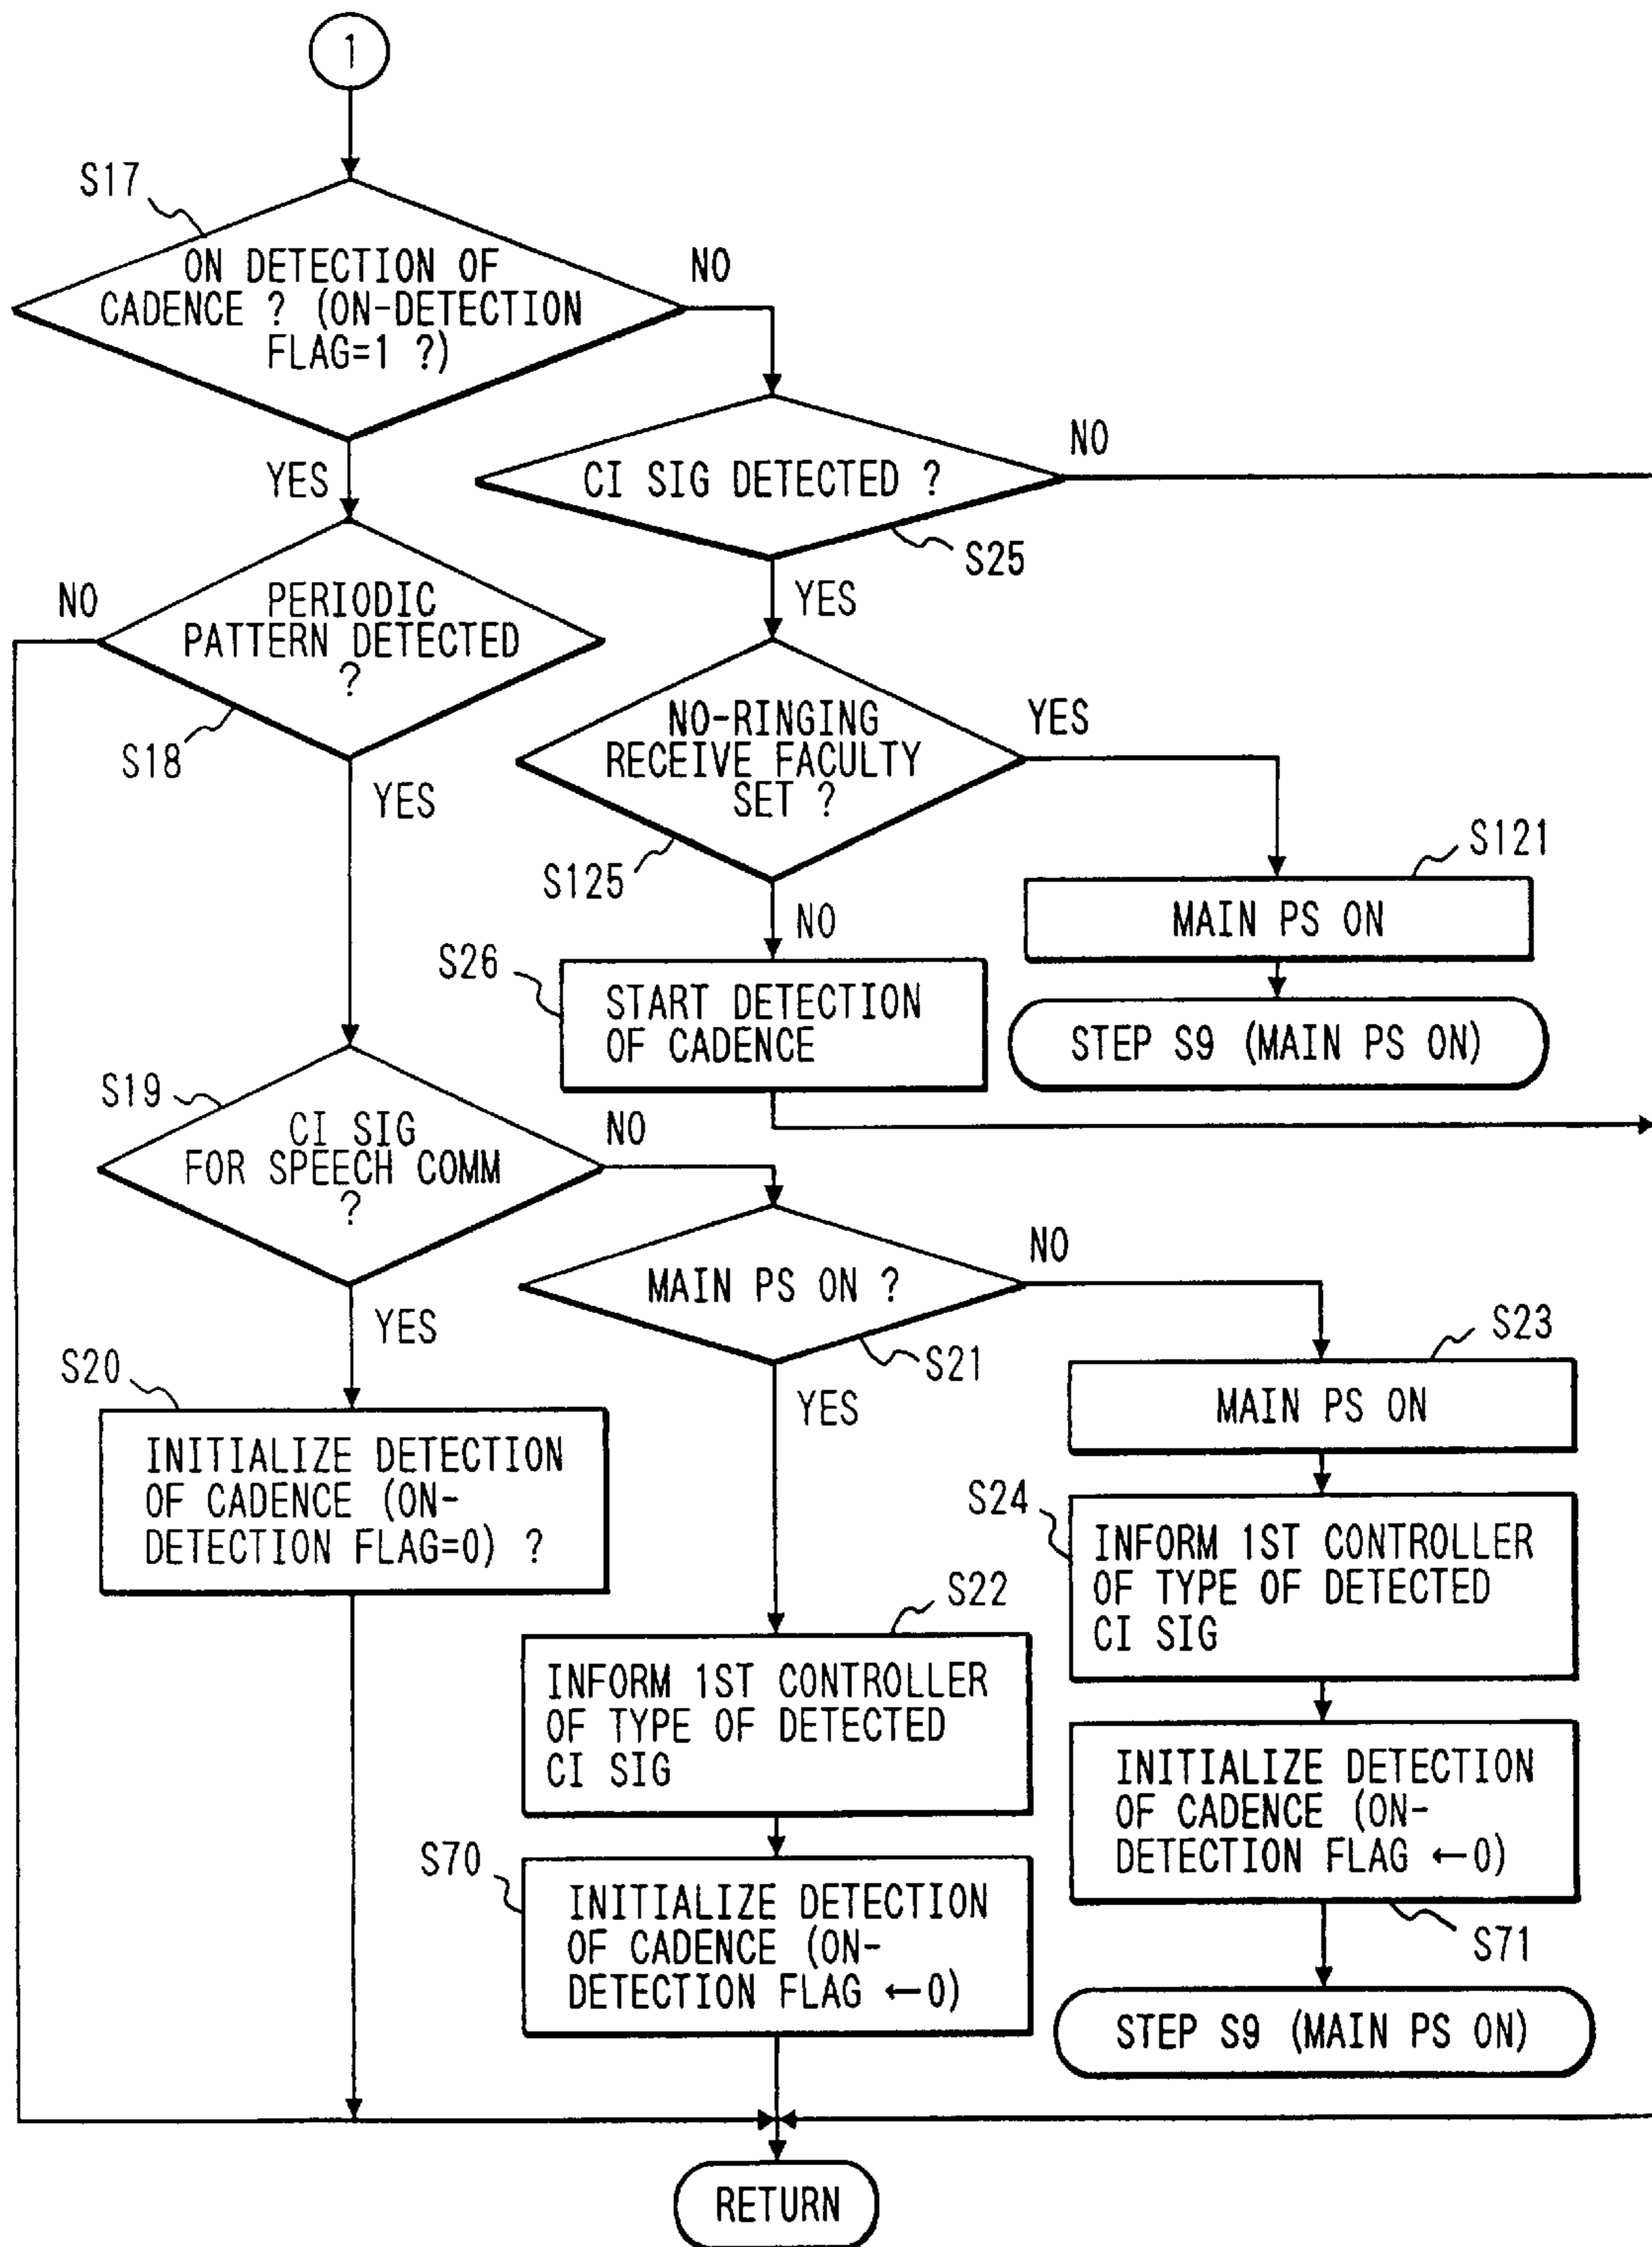 1
S17
ON DETECTION OF
CADENCE ? (ON-DETECTION
FLAG=1 ?)
NO
YES
CI SIG DETECTED ?
NO
S25
YES
NO
PERIODIC
PATTERN DETECTED
?
S18
YES
NO-RINGING
RECEIVE FACULTY
SET ?
YES
S125
NO
S121
MAIN PS ON
STEP S9 (MAIN PS ON)
S26
START DETECTION
OF CADENCE
S19
CI SIG
FOR SPEECH COMM
?
NO
YES
MAIN PS ON ?
NO
S21
YES
S20
INITIALIZE DETECTION
OF CADENCE (ON-
DETECTION FLAG=0) ?
S23
MAIN PS ON
S24
INFORM 1ST CONTROLLER
OF TYPE OF DETECTED
CI SIG
S22
INFORM 1ST CONTROLLER
OF TYPE OF DETECTED
CI SIG
INITIALIZE DETECTION
OF CADENCE (ON-
DETECTION FLAG ←0)
S71
S70
INITIALIZE DETECTION
OF CADENCE (ON-
DETECTION FLAG ←0)
STEP S9 (MAIN PS ON)
RETURN